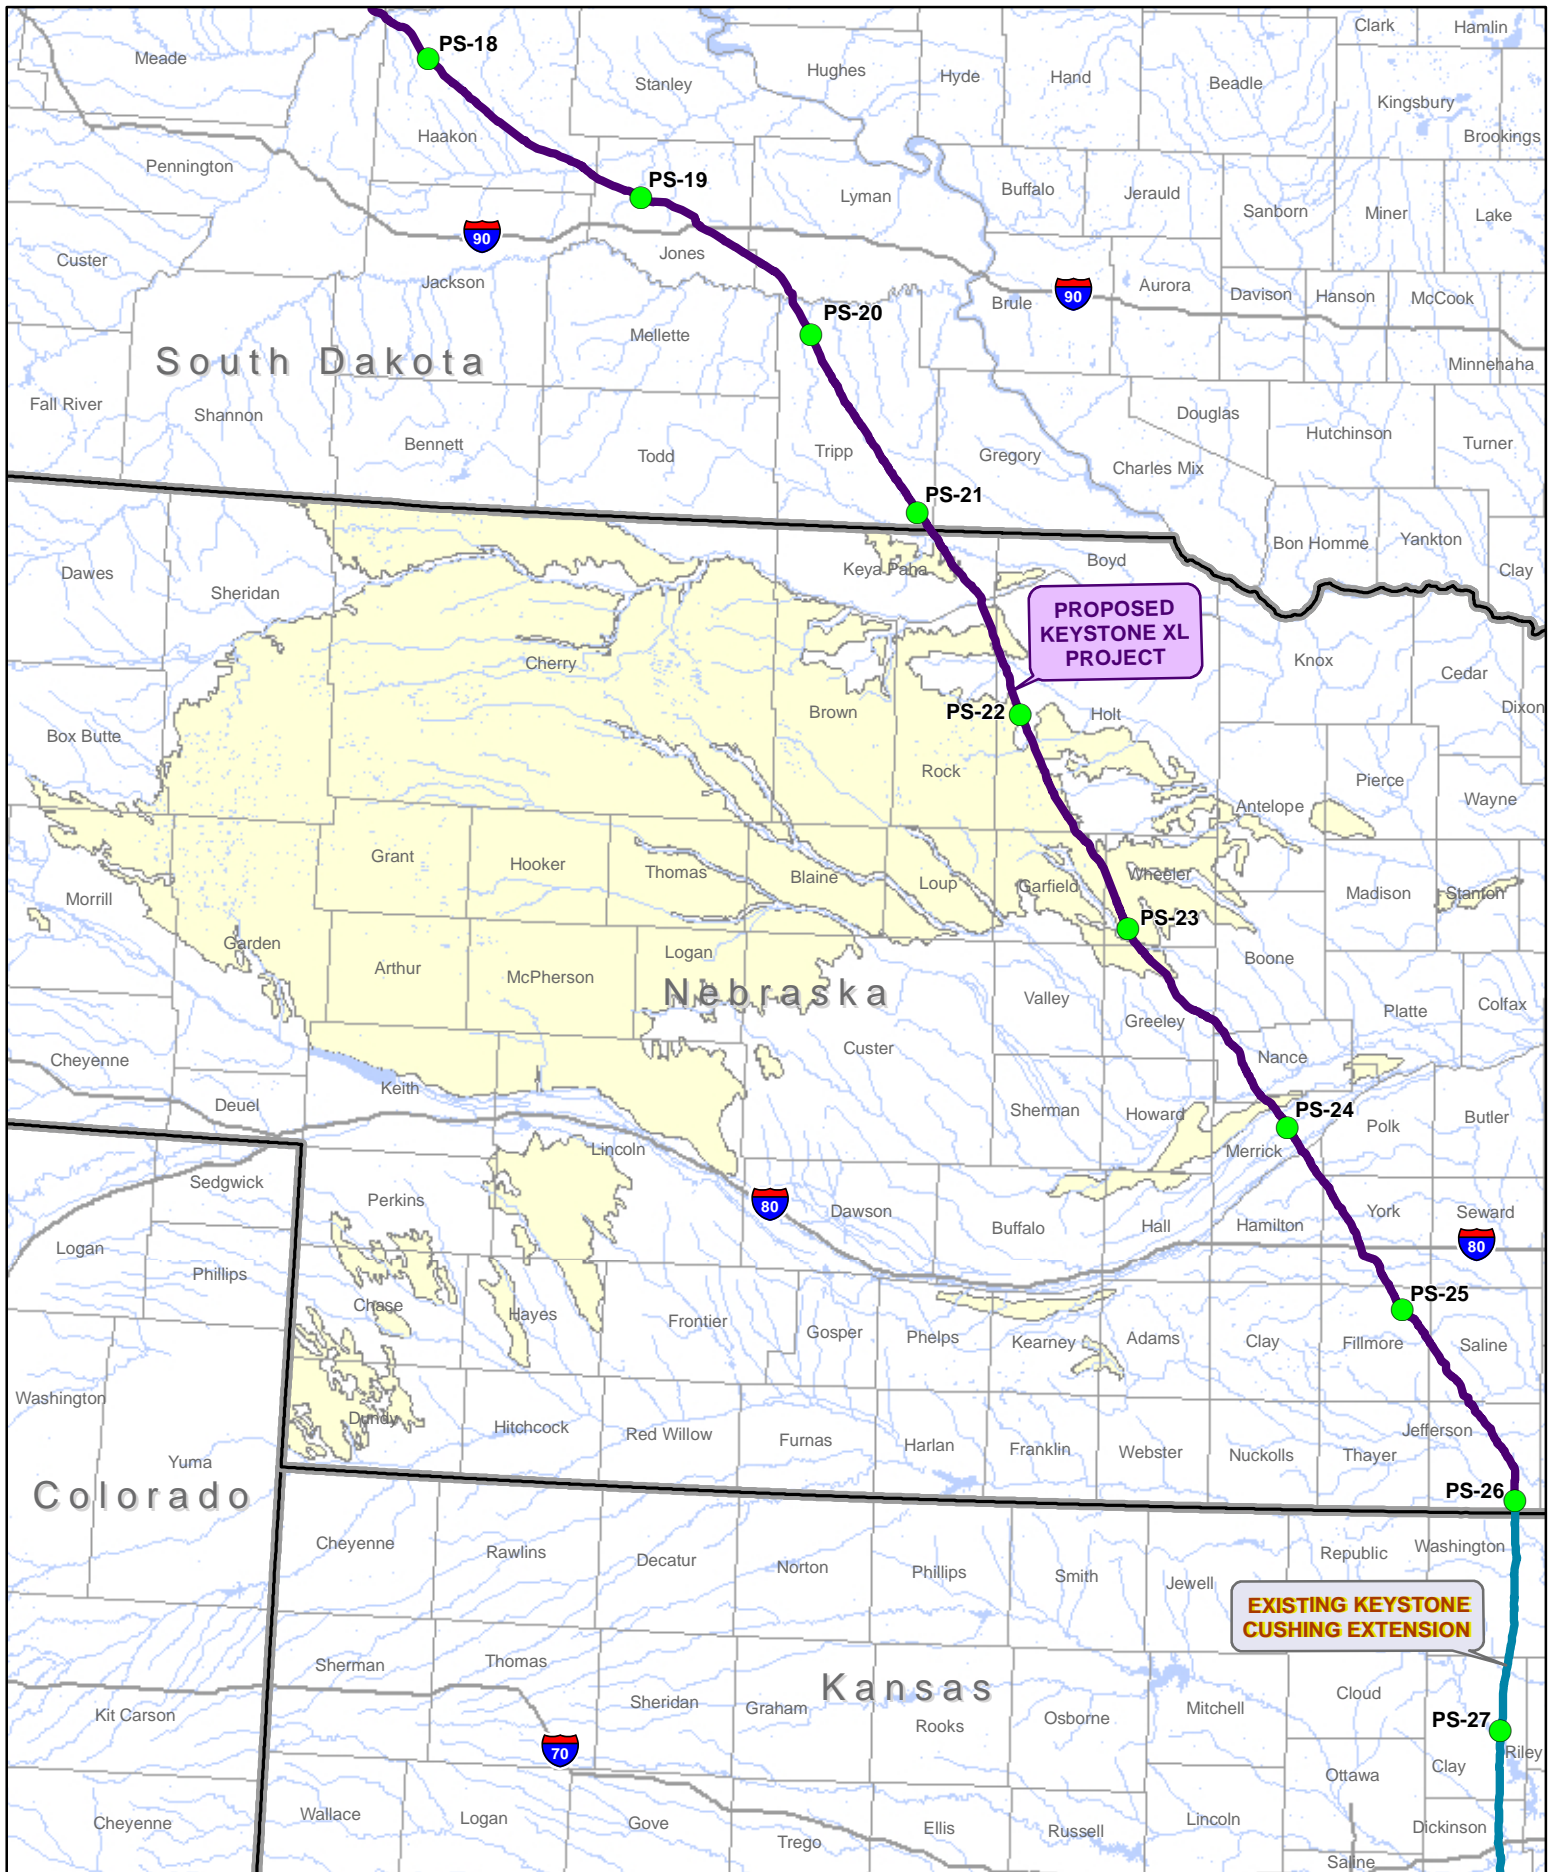 Clark
Hamlin
Meade
PS-18
Stanley
Hughes
Hyde
Hand
Beadle
Kingsbury
Haakon
Brookings
Pennington
PS-19
Lyman
Buffalo
Jerauld
Sanborn
Miner
Lake
90
Custer
Jones
Jackson
90
Brule
Aurora
Davison
Hanson
McCook
PS-20
Mellette
South Dakota
Minnehaha
Fall River
Shannon
Douglas
Bennett
Todd
Tripp
Gregory
Charles Mix
Hutchinson
Turner
PS-21
Bon Homme
Yankton
Dawes
Sheridan
Keya Paha
Boyd
Clay
PROPOSED
KEYSTONE XL
PROJECT
Cherry
Knox
Cedar
Box Butte
Brown
PS-22
Holt
Dixon
Rock
Pierce
Antelope
Wayne
Grant
Hooker
Thomas
Blaine
Loup
Garfield
Wheeler
Madison
Stanton
Morrill
PS-23
Garden
Logan
Arthur
McPherson
Boone
Nebraska
Valley
Greeley
Platte
Colfax
Cheyenne
Custer
Nance
Keith
Deuel
Sherman
Howard
PS-24
Polk
Butler
Lincoln
Merrick
Sedgwick
Perkins
80
Dawson
Buffalo
Hall
Hamilton
York
Seward
80
Logan
Phillips
Chase
Hayes
Frontier
Gosper
Phelps
Kearney
Adams
Clay
PS-25
Fillmore
Saline
Washington
Dundy
Hitchcock
Red Willow
Furnas
Harlan
Franklin
Webster
Nuckolls
Thayer
Jefferson
Yuma
Colorado
PS-26
Cheyenne
Rawlins
Decatur
Norton
Phillips
Smith
Jewell
Republic
Washington
EXISTING KEYSTONE
CUSHING EXTENSION
Sherman
Thomas
Kansas
Sheridan
Graham
Rooks
Osborne
Mitchell
Cloud
Kit Carson
PS-27
70
Riley
Clay
Ottawa
Cheyenne
Wallace
Logan
Gove
Trego
Ellis
Russell
Lincoln
Dickinson
Saline